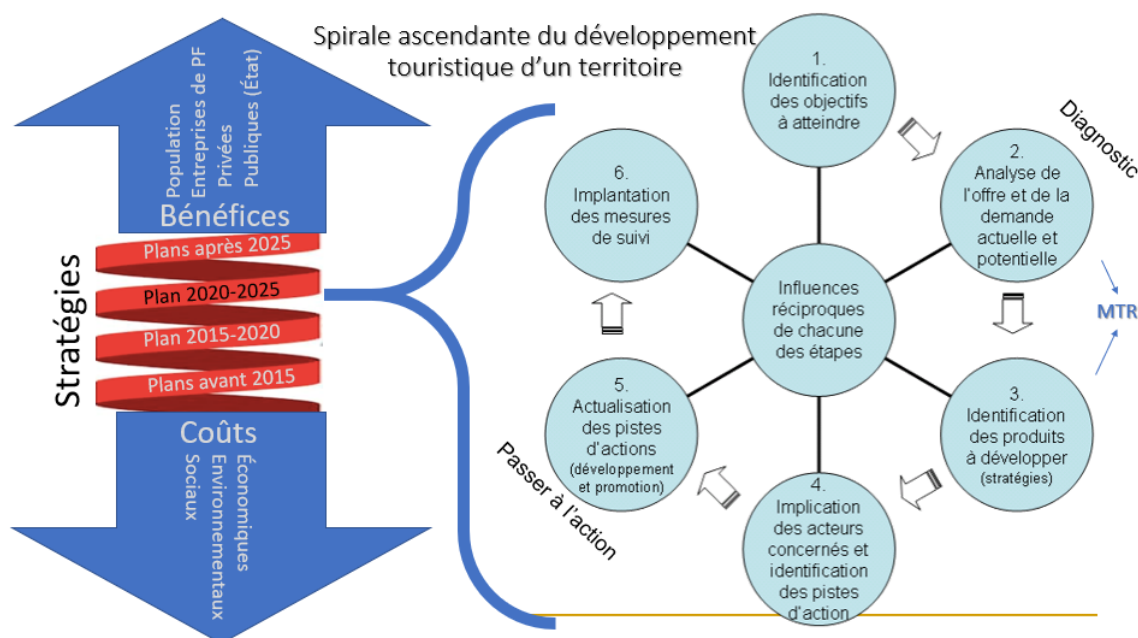 Spirale ascendante du développement
touristique d'un territoire
Population
Entreprises de PF
Privées
Publiques (État)
Bénéfices
Stratégies
Plans après 2025
Plan 2020-2025
Plan 2015-2020
Plans avant 2015
Coûts
Économiques
Environnementaux
Sociaux
1.
Identification
des objectifs
à atteindre
Diagnostic
2.
Analyse de
l'offre et de la
demande
actuelle et
potentielle
MTR
3.
Identification
des produits
à développer
(stratégies)
4.
Implication
des acteurs
concernés et
identification
des pistes
d'action
Passer à l'action
5.
Actualisation
des pistes
d'actions
(développement
et promotion)
6.
Implantation
des mesures
de suivi
Influences
réciproques
de chacune
des étapes